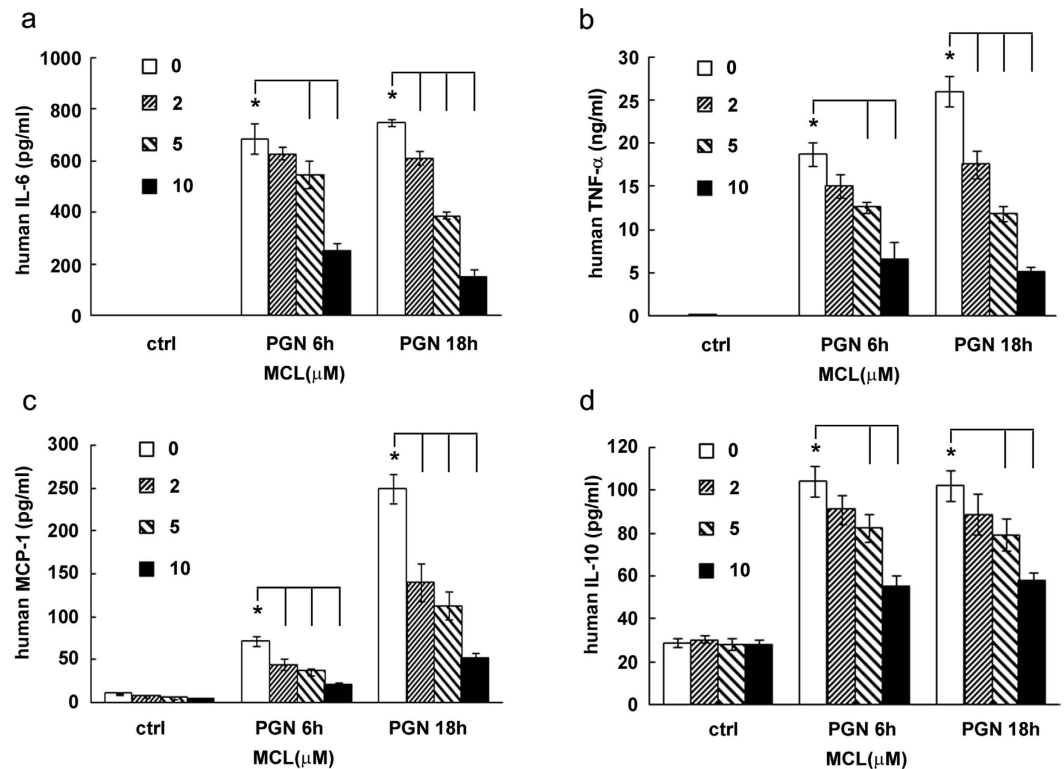 a
human IL-6 (pg/ml)
1000
800
600
400
200
0
0
2
5
10
*
*
ctrl
PGN 6h
PGN 18h
MCL(μM)
b
human TNF-α (ng/ml)
30
25
20
15
10
5
0
0
2
5
10
*
*
ctrl
PGN 6h
PGN 18h
MCL(μM)
c
human MCP-1 (pg/ml)
300
250
200
150
100
50
0
0
2
5
10
*
*
ctrl
PGN 6h
PGN 18h
MCL(μM)
d
human IL-10 (pg/ml)
120
100
80
60
40
20
0
0
2
5
10
*
*
ctrl
PGN 6h
PGN 18h
MCL(μM)